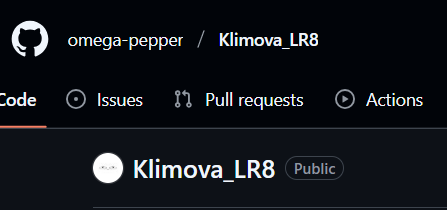 omega-pepper / Klimova_LR8
Code Issues Pull requests Actions
Klimova_LR8 Public